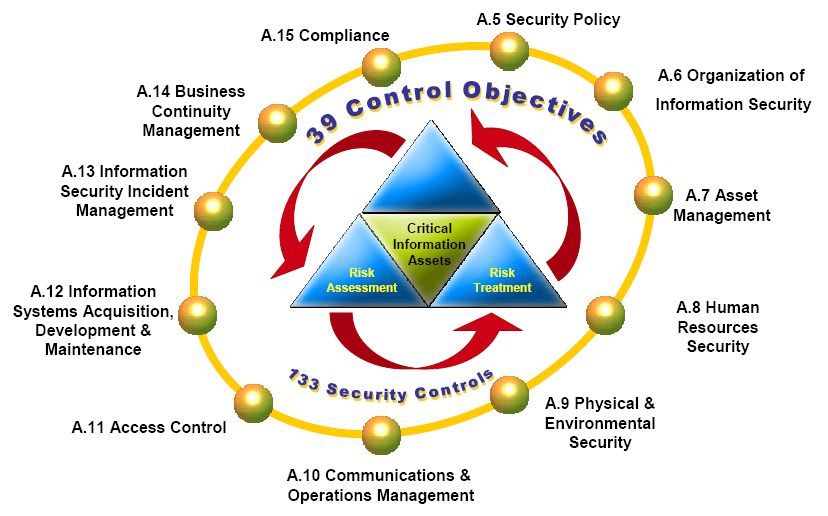 A.5 Security Policy
A.15 Compliance
A.6 Organization of
Information Security
A.14 Business
Continuity
Management
39 Control Objectives
A.13 Information
Security Incident
Management
A.7 Asset
Management
Critical
Information
Assets
Risk
Assessment
Risk
Treatment
A.12 Information
Systems Acquisition,
Development &
Maintenance
A.8 Human
Resources
Security
133 Security Controls
A.11 Access Control
A.9 Physical &
Environmental
Security
A.10 Communications &
Operations Management